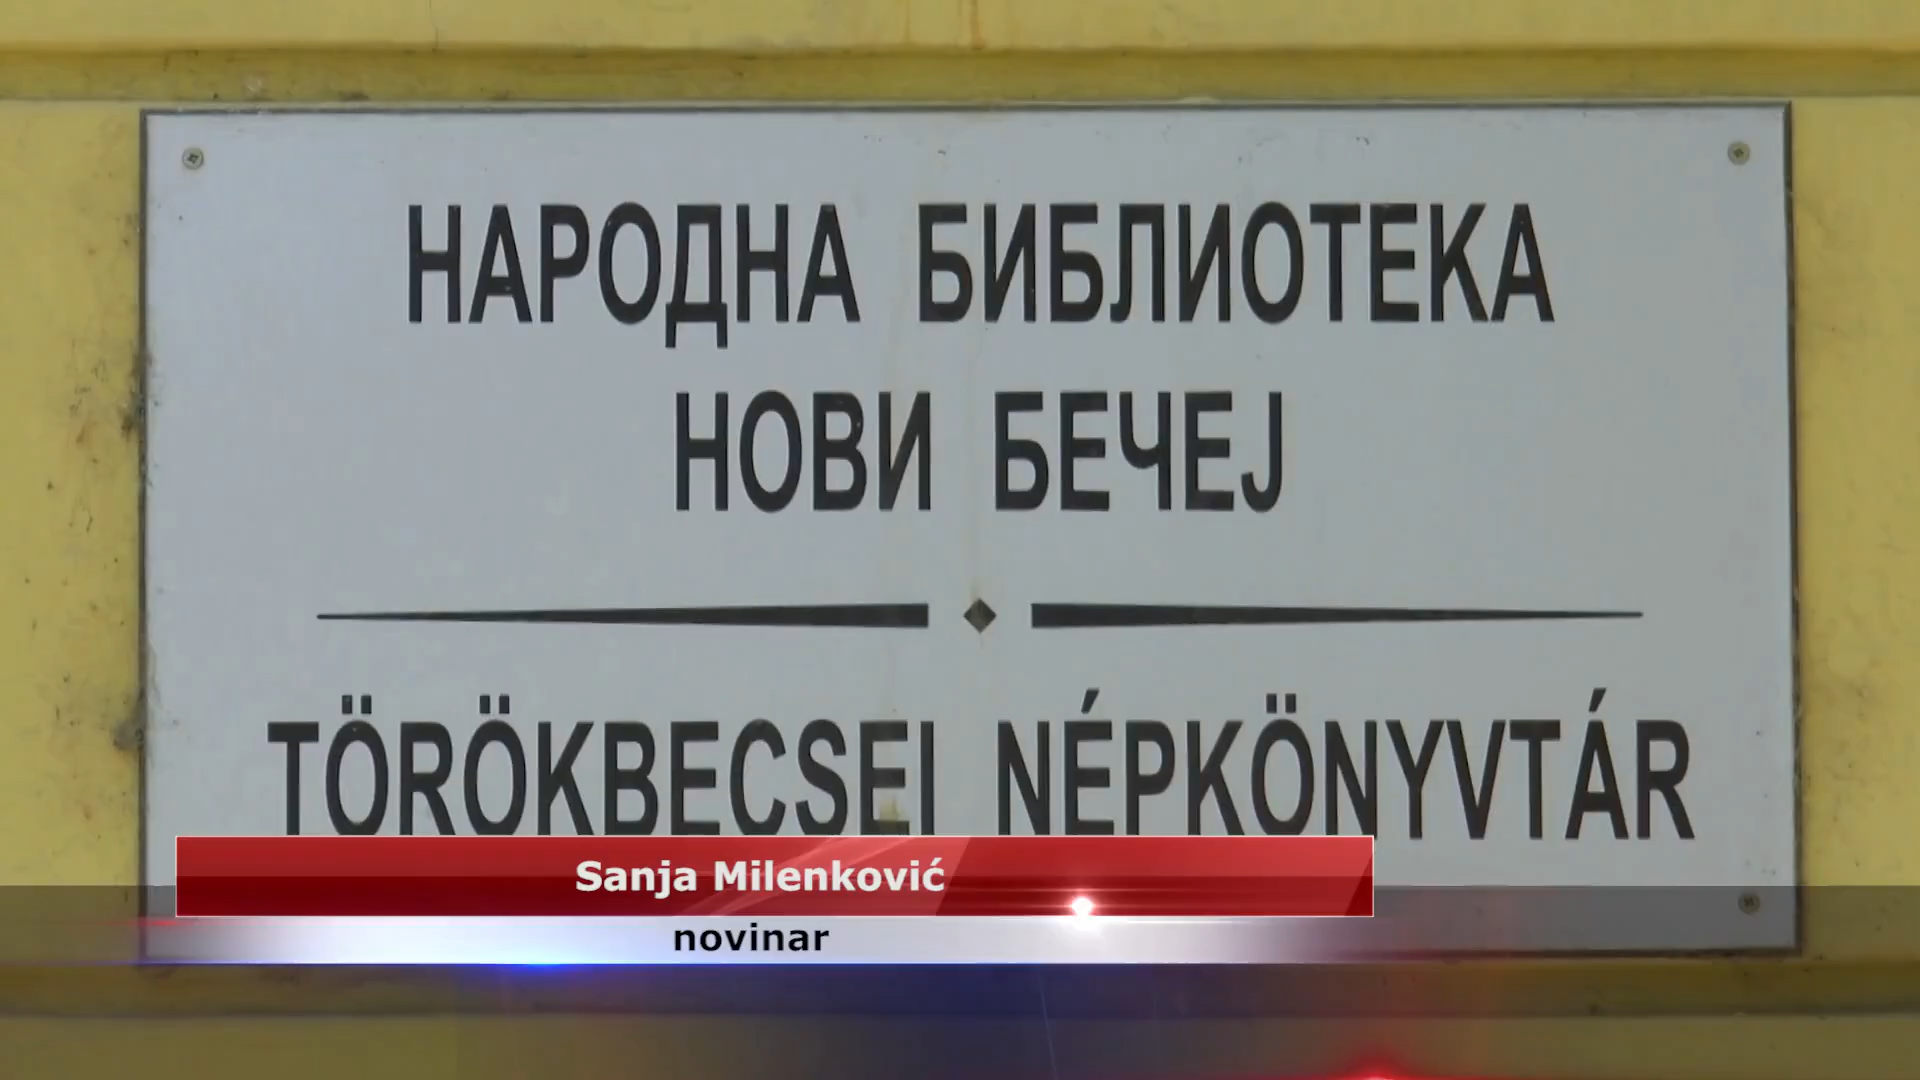 НАРОДНА БИБЛИОТЕКА
НОВИ БЕЧЕЈ
TÖRÖKBECSEI NÉPKÖNYVTÁR
Sanja Milenković
novinar